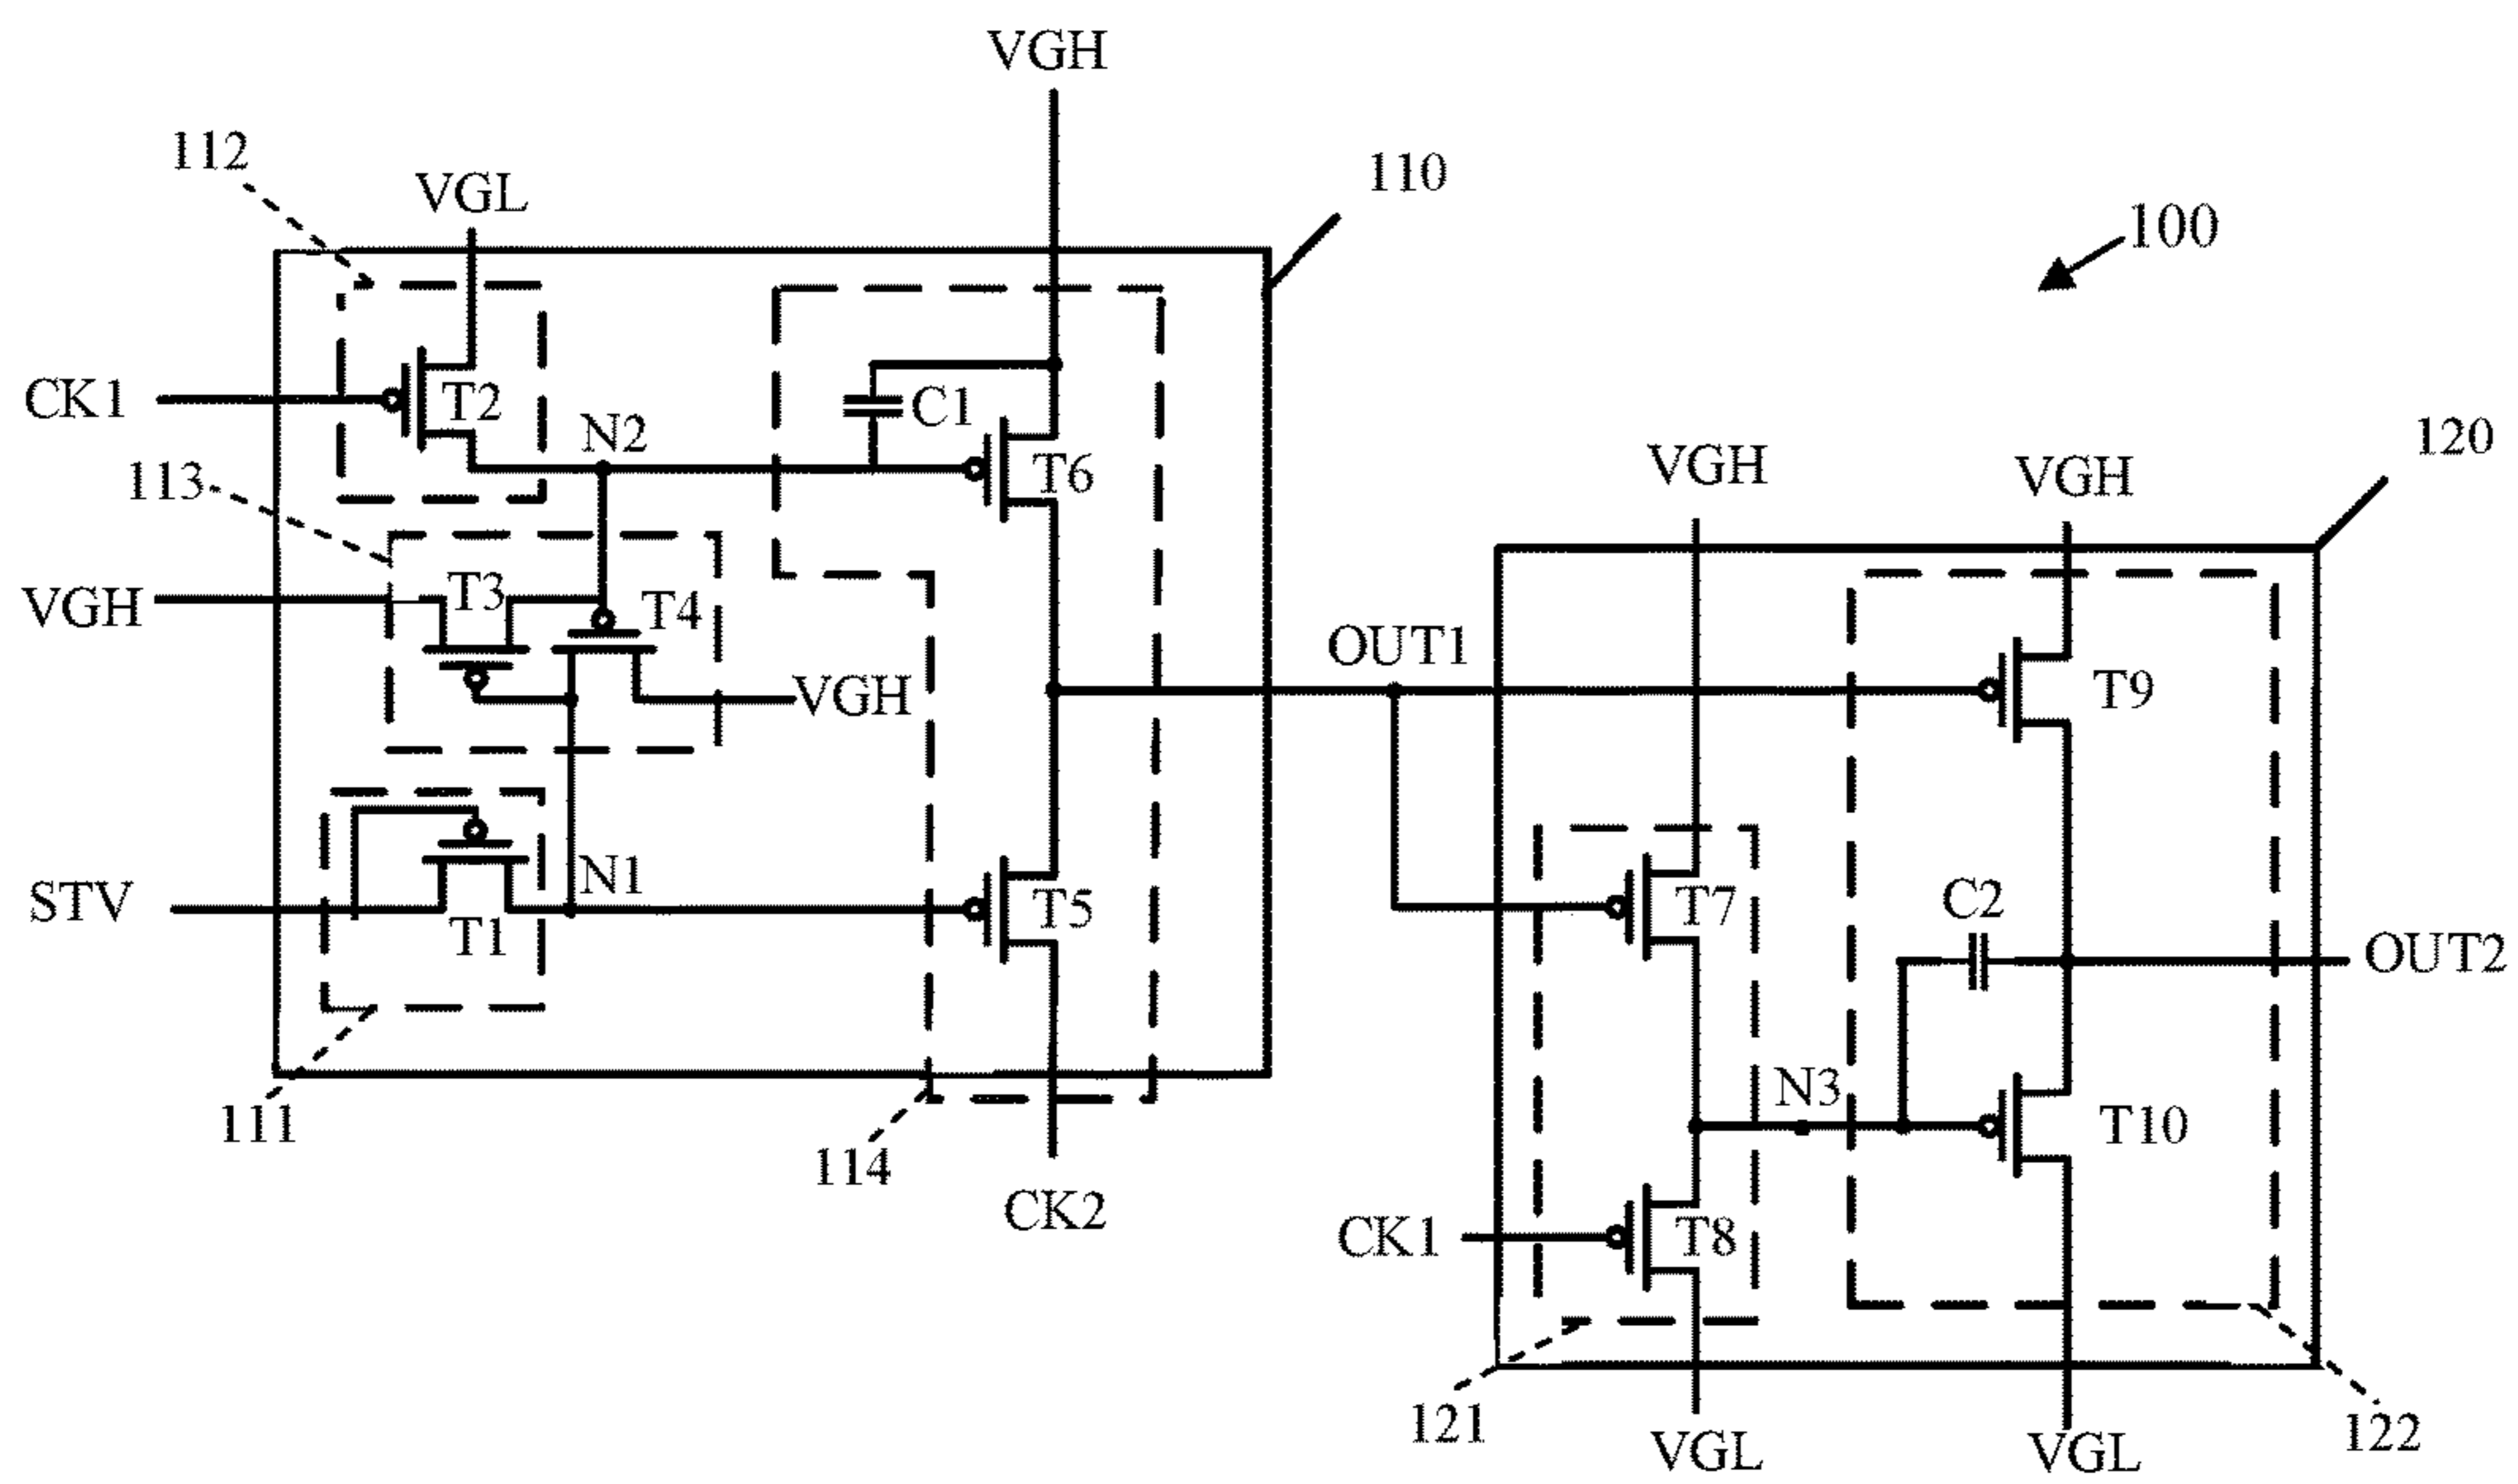 VGH
112
110
VGL
100
CK1
T2
C1
N2
120
VGH
113
T6
VGH
T3
T4
VGH
OUT1
VGH
T9
N1
STV
T5
T7
C2
T1
OUT2
N3
111
T10
114
CK2
CK1
T8
121
122
VGL
VGL